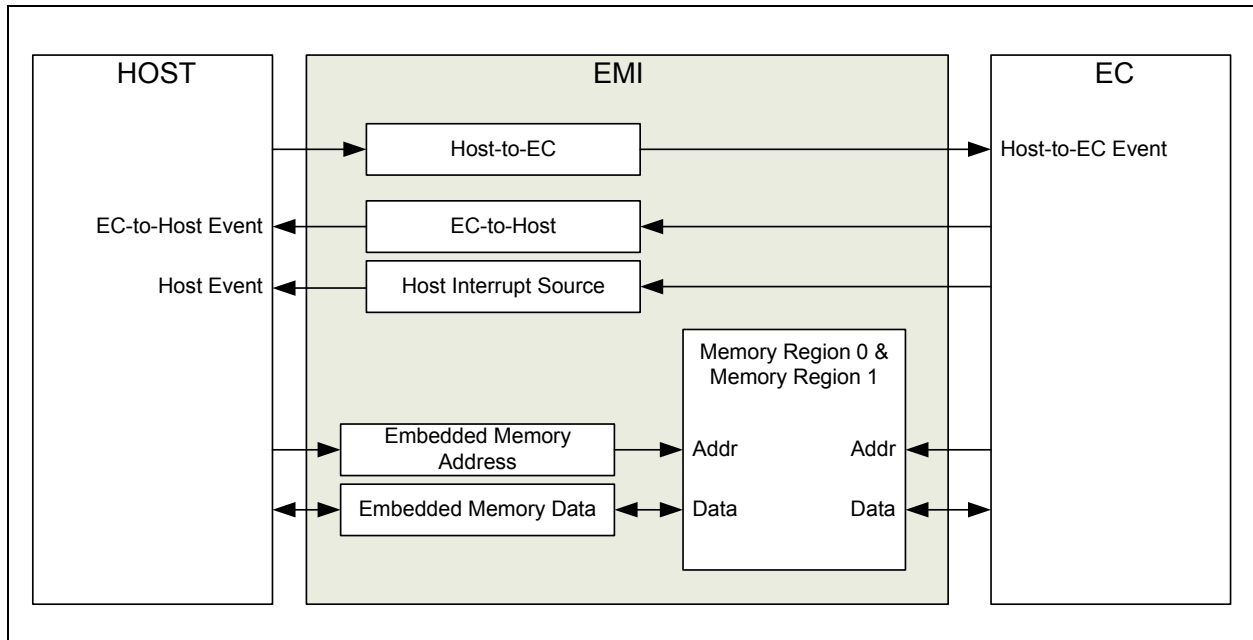 HOST
EMI
EC
Host-to-EC
Host-to-EC Event
EC-to-Host Event
EC-to-Host
Host Event
Host Interrupt Source
Memory Region 0 &
Memory Region 1
Embedded Memory
Address
Addr
Addr
Embedded Memory Data
Data
Data